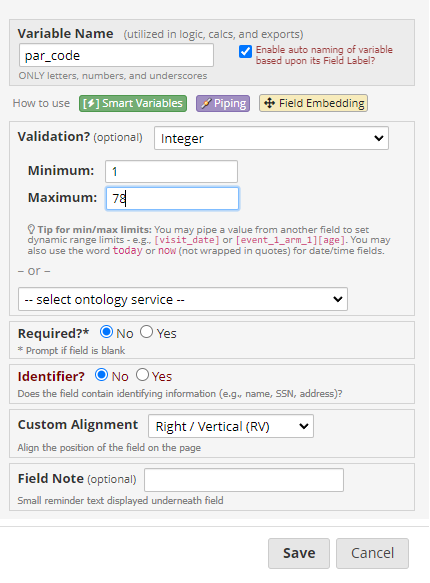 Variable Name (utilized in logic, calcs, and exports)
par_code
Enable auto naming of variable
based upon its Field Label?
ONLY letters, numbers, and underscores
How to use [⚡] Smart Variables Piping Field Embedding
Validation? (optional) Integer
Minimum: 1
Maximum: 78
Tip for min/max limits: You may pipe a value from another field to set
dynamic range limits - e.g., [visit_date] or [event_1_arm_1][age]. You may
also use the word today or now (not wrapped in quotes) for date/time fields.
– or –
-- select ontology service --
Required?* No Yes
* Prompt if field is blank
Identifier? No Yes
Does the field contain identifying information (e.g., name, SSN, address)?
Custom Alignment Right / Vertical (RV)
Align the position of the field on the page
Field Note (optional)
Small reminder text displayed underneath field
Save Cancel